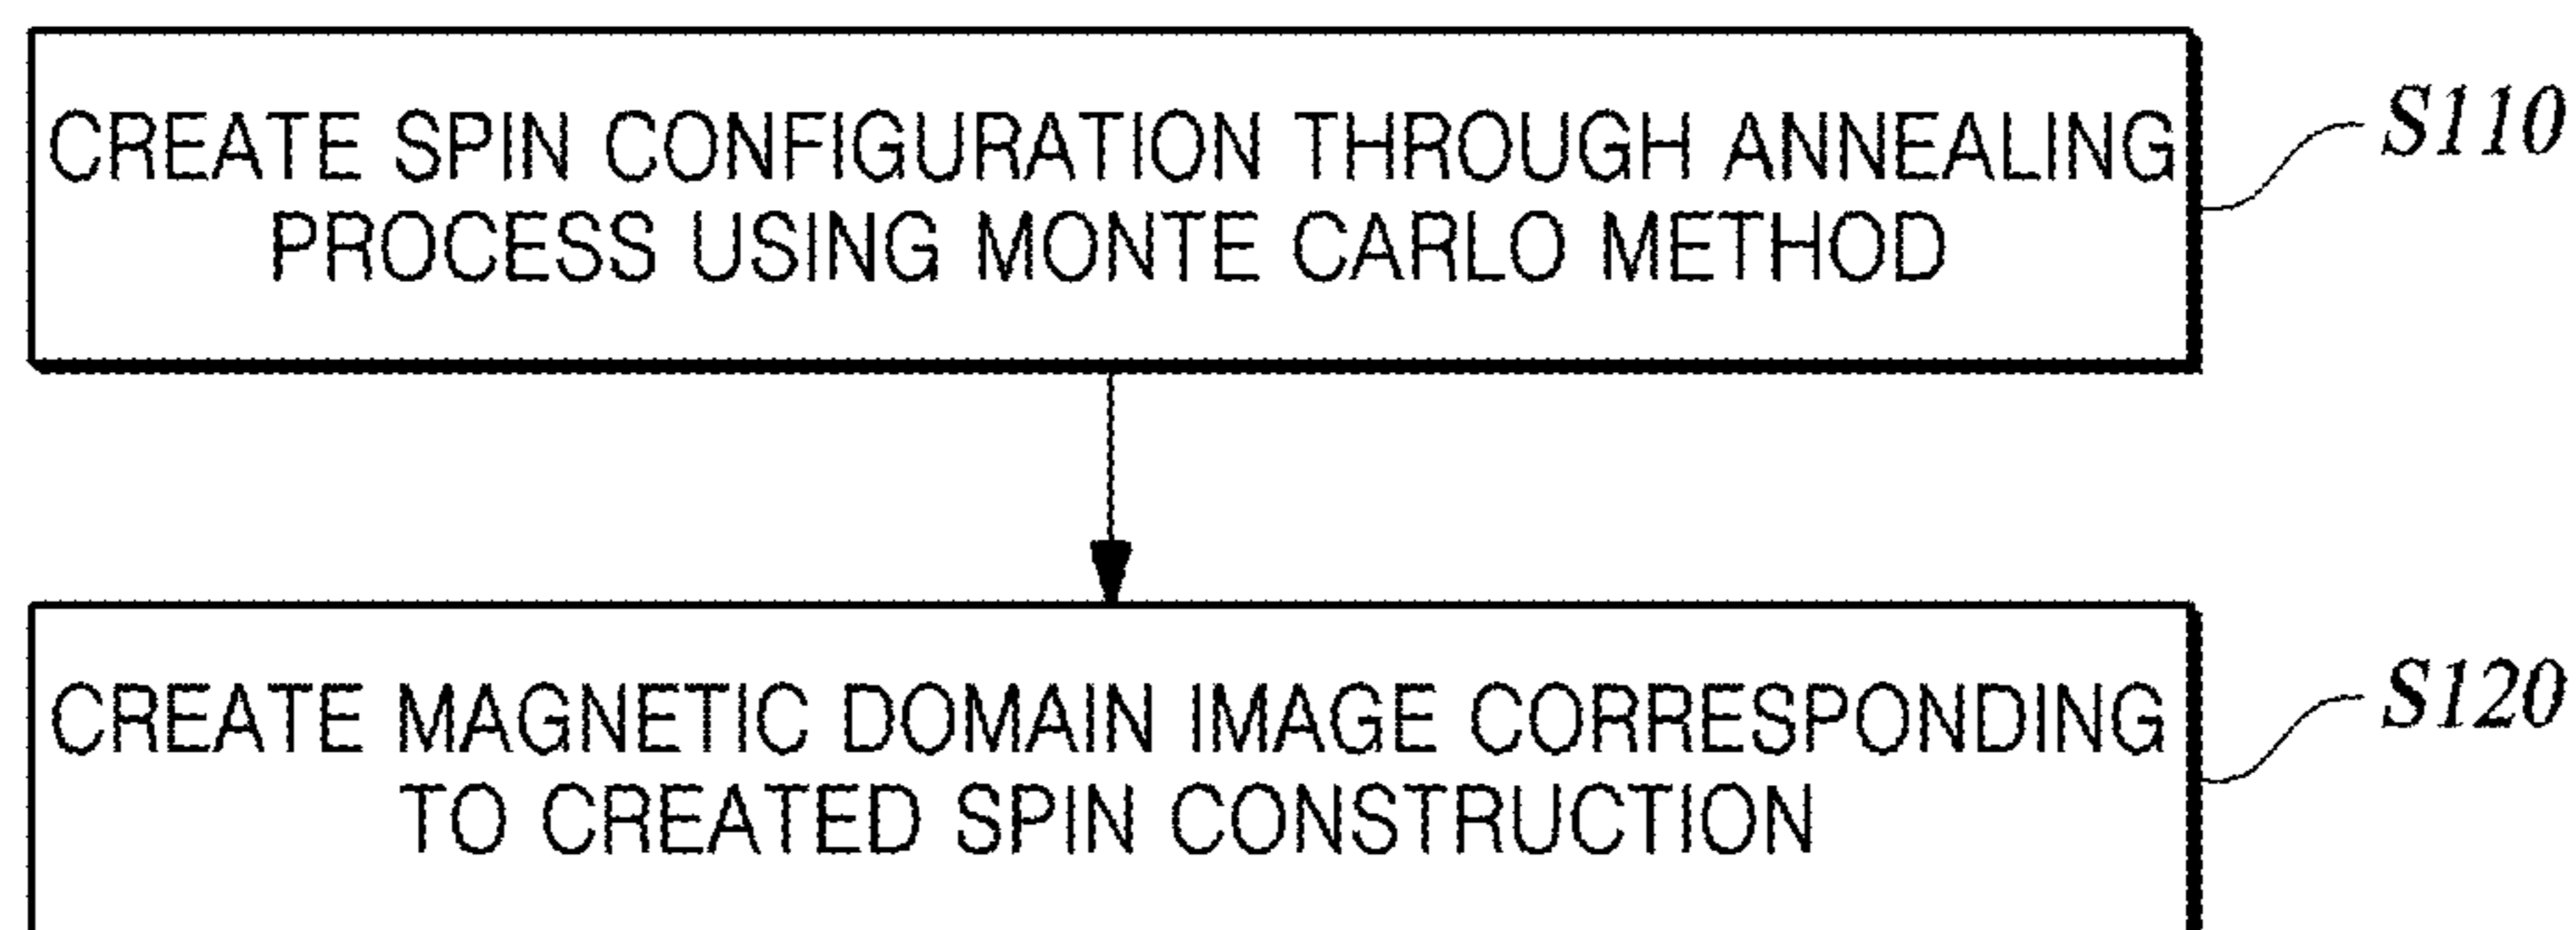 CREATE SPIN CONFIGURATION THROUGH ANNEALING
PROCESS USING MONTE CARLO METHOD
S110
CREATE MAGNETIC DOMAIN IMAGE CORRESPONDING
TO CREATED SPIN CONSTRUCTION
S120